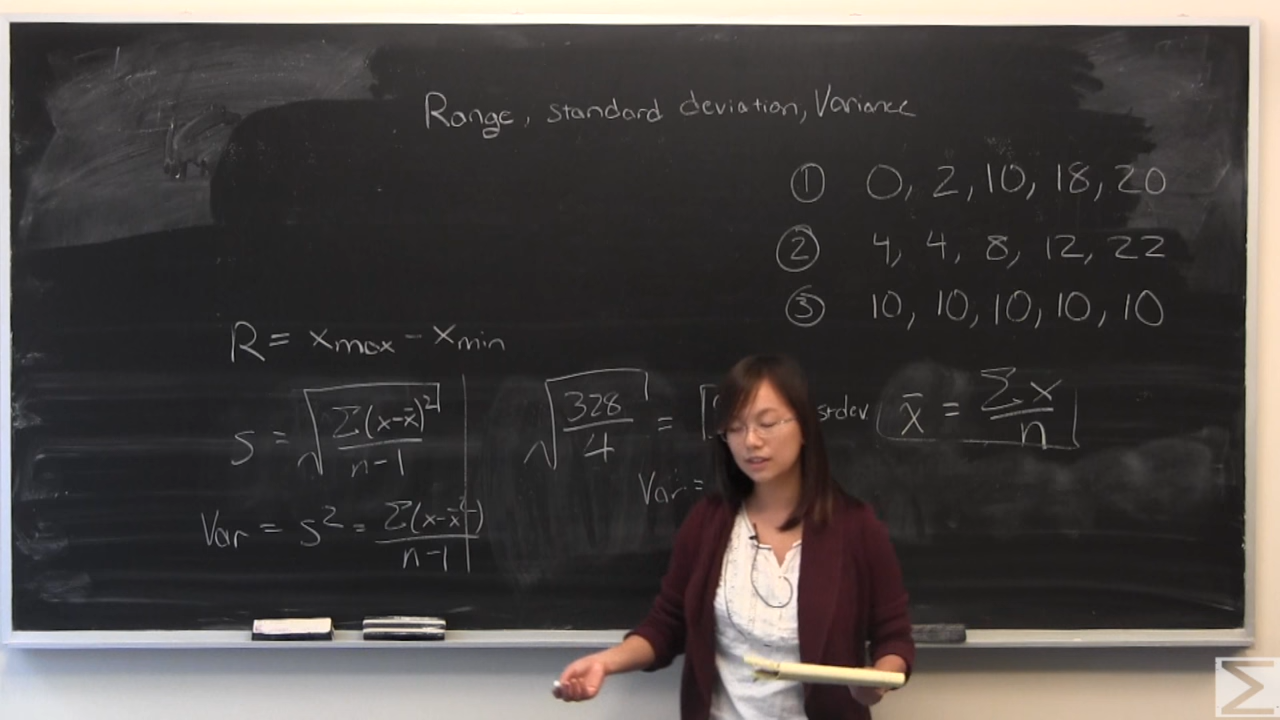 Range, standard deviation, Variance
① 0, 2, 10, 18, 20
② 4, 4, 8, 12, 22
③ 10, 10, 10, 10, 10
R = xmax - xmin
s = √(Σ(x-x̄)²/(n-1))
√(328/4) = stdev
x̄ = Σx/n
Var =
Var = s² = Σ(x-x̄²)/(n-1)
Σ